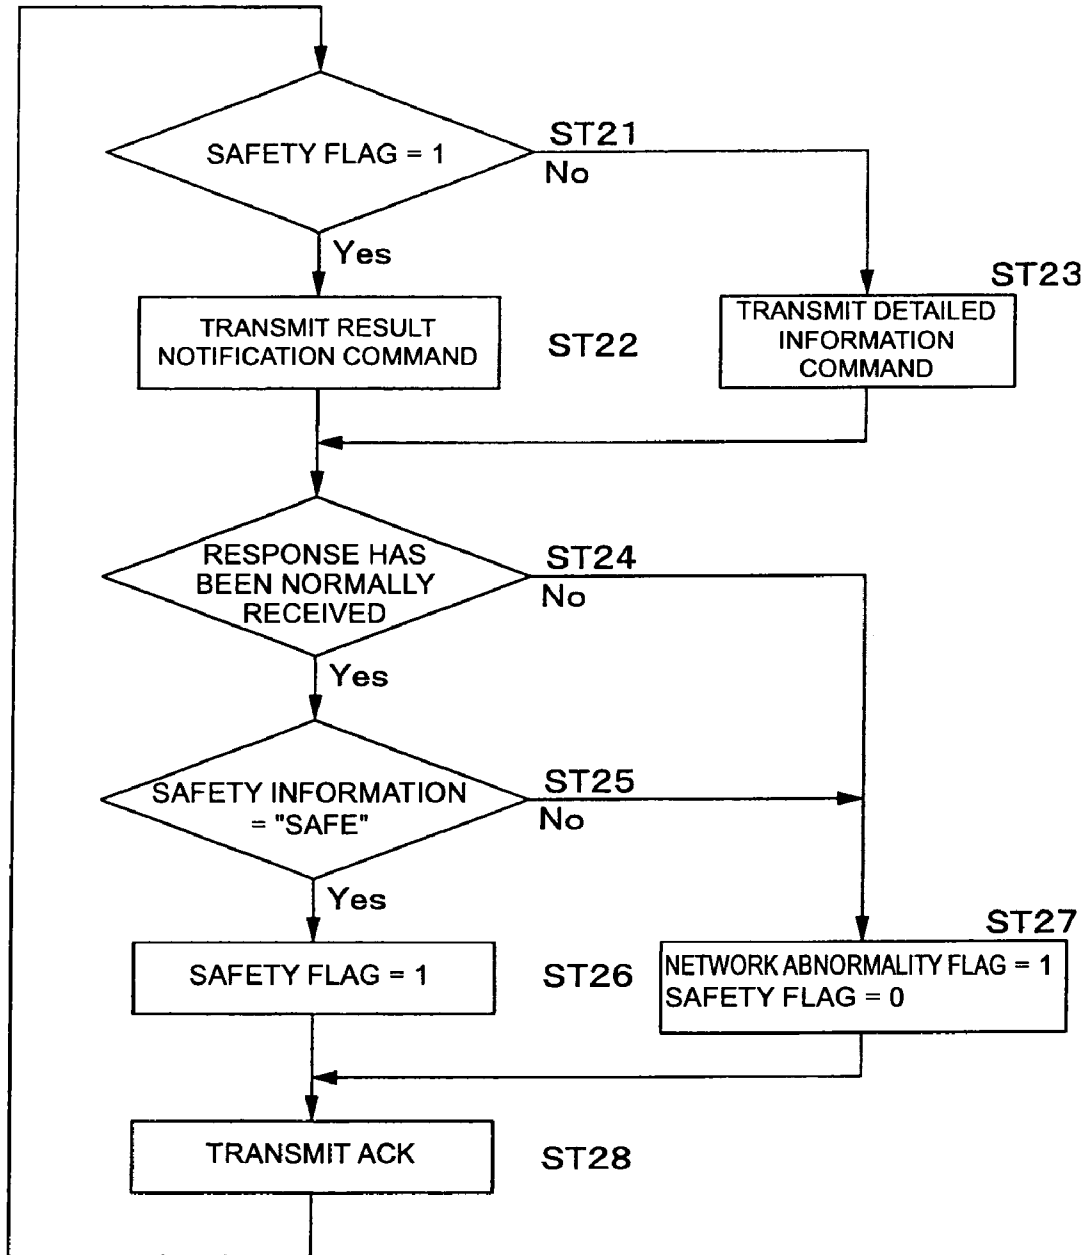 SAFETY FLAG = 1
ST21
No
Yes
ST23
TRANSMIT RESULT
NOTIFICATION COMMAND
ST22
TRANSMIT DETAILED
INFORMATION
COMMAND
RESPONSE HAS
BEEN NORMALLY
RECEIVED
ST24
No
Yes
SAFETY INFORMATION
= "SAFE"
ST25
No
Yes
ST27
SAFETY FLAG = 1
ST26
NETWORK ABNORMALITY FLAG = 1
SAFETY FLAG = 0
TRANSMIT ACK
ST28